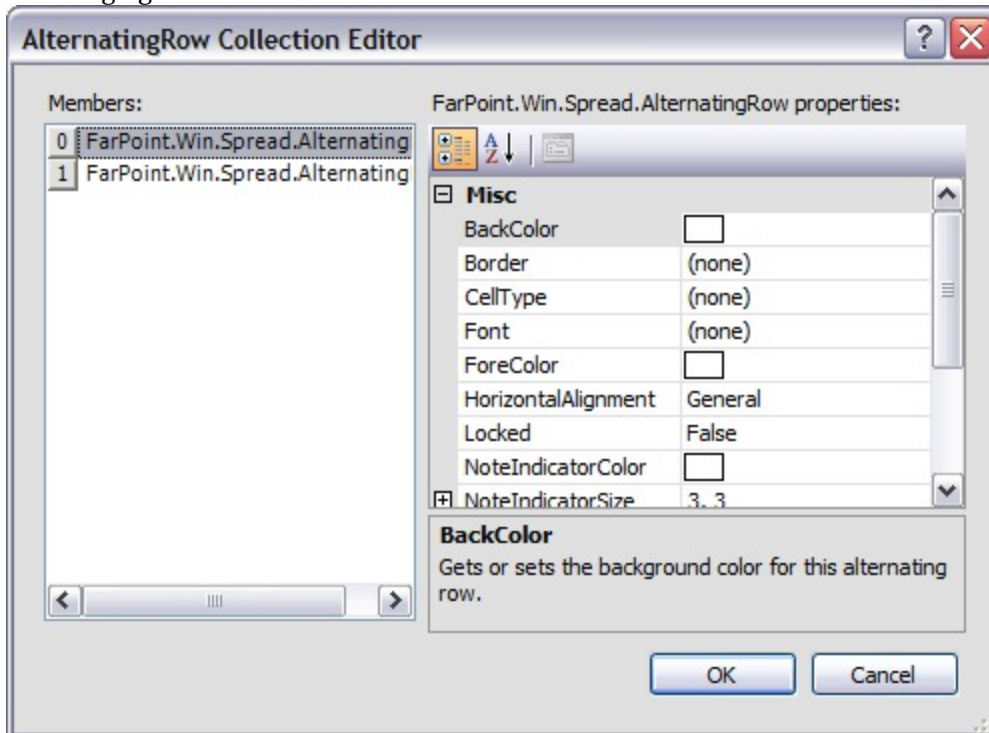 AlternatingRow Collection Editor
Members:
FarPoint.Win.Spread.AlternatingRow properties:
0 FarPoint.Win.Spread.Alternating
1 FarPoint.Win.Spread.Alternating
Misc
BackColor
Border (none)
CellType (none)
Font (none)
ForeColor
HorizontalAlignment General
Locked False
NoteIndicatorColor
NoteIndicatorSize 3, 3
BackColor
Gets or sets the background color for this alternating
row.
OK Cancel